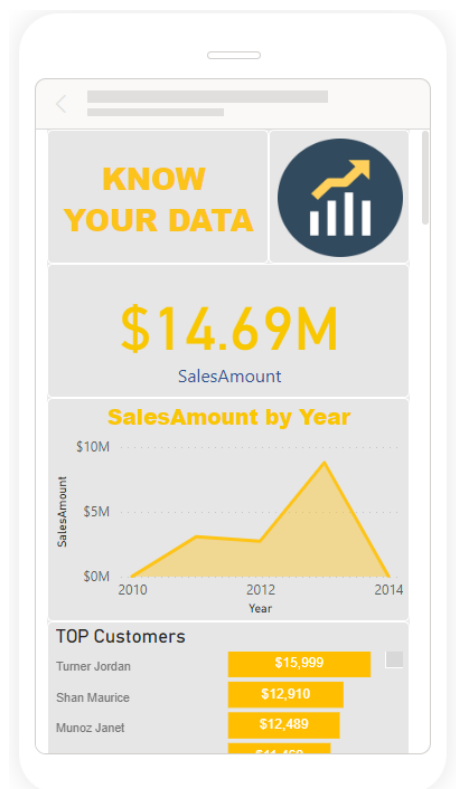 KNOW
YOUR DATA
$14.69M
SalesAmount
SalesAmount by Year
$10M
$5M
$0M
SalesAmount
2010 2012 2014
Year
TOP Customers
Turner Jordan $15,999
Shan Maurice $12,910
Munoz Janet $12,489